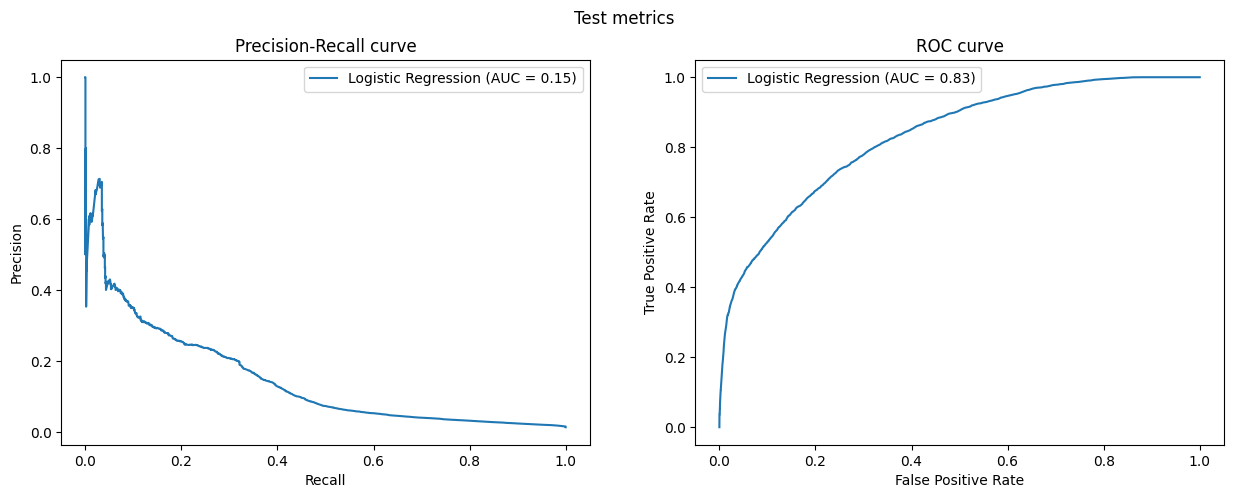 Test metrics
Precision-Recall curve
Logistic Regression (AUC = 0.15)
1.0
0.8
0.6
0.4
0.2
0.0
Precision
0.0 0.2 0.4 0.6 0.8 1.0
Recall
ROC curve
Logistic Regression (AUC = 0.83)
1.0
0.8
0.6
0.4
0.2
0.0
True Positive Rate
0.0 0.2 0.4 0.6 0.8 1.0
False Positive Rate